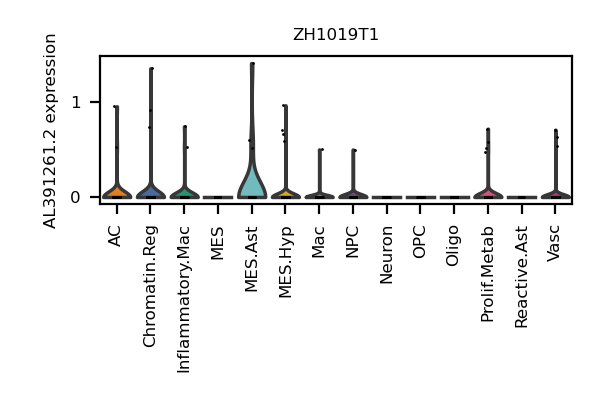 ZH1019T1
AL391261.2 expression
1
0
AC
Chromatin.Reg
Inflammatory.Mac
MES
MES.Ast
MES.Hyp
Mac
NPC
Neuron
OPC
Oligo
Prolif.Metab
Reactive.Ast
Vasc